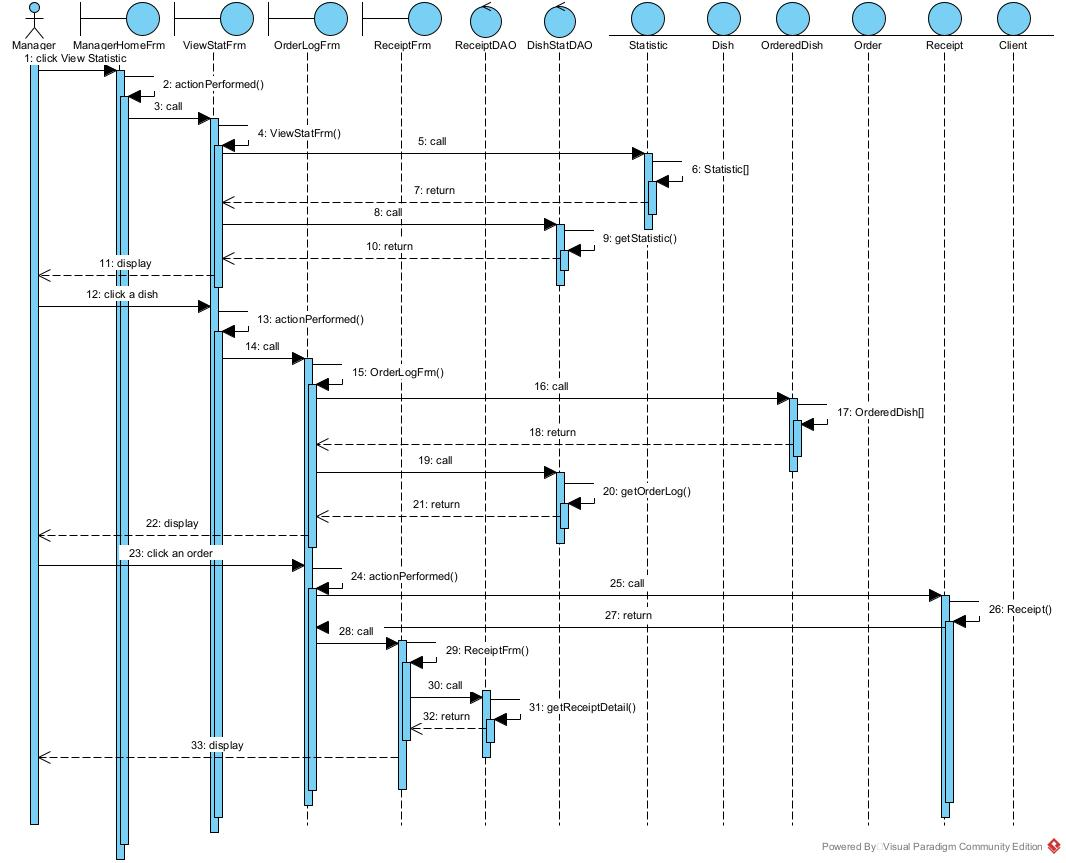 Manager
ManagerHomeFrm
ViewStatFrm
OrderLogFrm
ReceiptFrm
ReceiptDAO
DishStatDAO
Statistic
Dish
OrderedDish
Order
Receipt
Client
1: click View Statistic
2: actionPerformed()
3: call
4: ViewStatFrm()
5: call
6: Statistic[]
7: return
8: call
9: getStatistic()
10: return
11: display
12: click a dish
13: actionPerformed()
14: call
15: OrderLogFrm()
16: call
17: OrderedDish[]
18: return
19: call
20: getOrderLog()
21: return
22: display
23: click an order
24: actionPerformed()
25: call
26: Receipt()
27: return
28: call
29: ReceiptFrm()
30: call
31: getReceiptDetail()
32: return
33: display
Powered By Visual Paradigm Community Edition